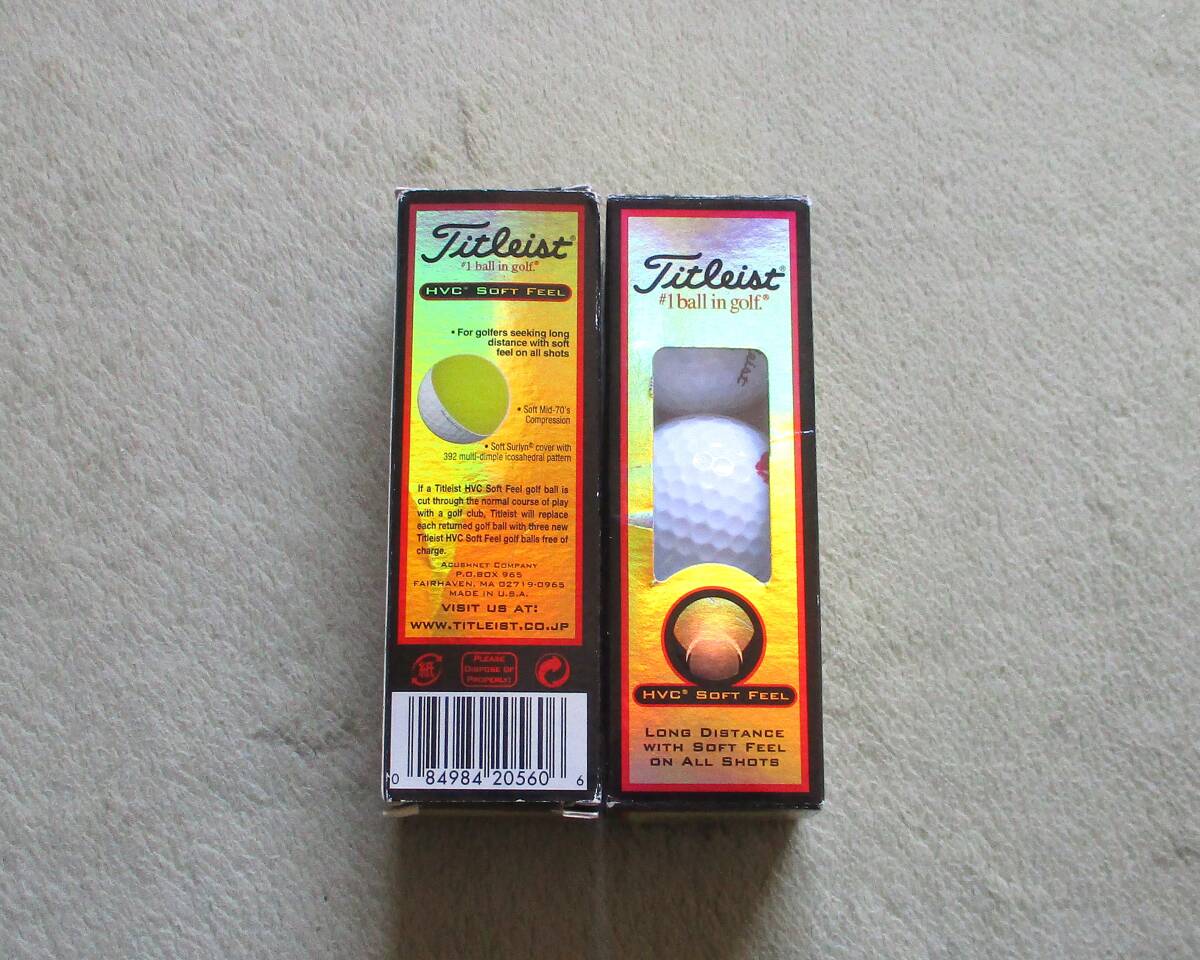 Titleist®
#1 ball in golf.®
HVC® SOFT FEEL
• For golfers seeking long
distance with soft
feel on all shots
• Soft Mid-70's
Compression
• Soft Surlyn® cover with
392 multi-dimple icosahedral pattern
If a Titleist HVC Soft Feel golf ball is
cut through the normal course of play
with a golf club, Titleist will replace
each returned golf ball with three new
Titleist HVC Soft Feel golf balls free of
charge.
ACUSHNET COMPANY
P.O.BOX 965
FAIRHAVEN, MA 02719-0965
MADE IN U.S.A.
VISIT US AT:
WWW.TITLEIST.CO.JP
紙
PLEASE
DISPOSE OF
PROPERLY!
0 84984 20560 6
Titleist®
#1 ball in golf.®
eist
HVC® SOFT FEEL
LONG DISTANCE
WITH SOFT FEEL
ON ALL SHOTS